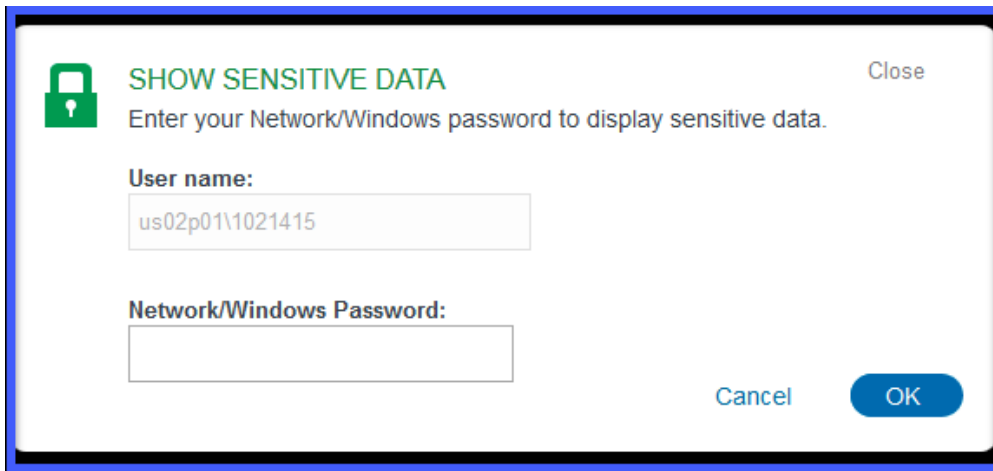 SHOW SENSITIVE DATA
Close
Enter your Network/Windows password to display sensitive data.
User name:
us02p01\1021415
Network/Windows Password:
Cancel
OK